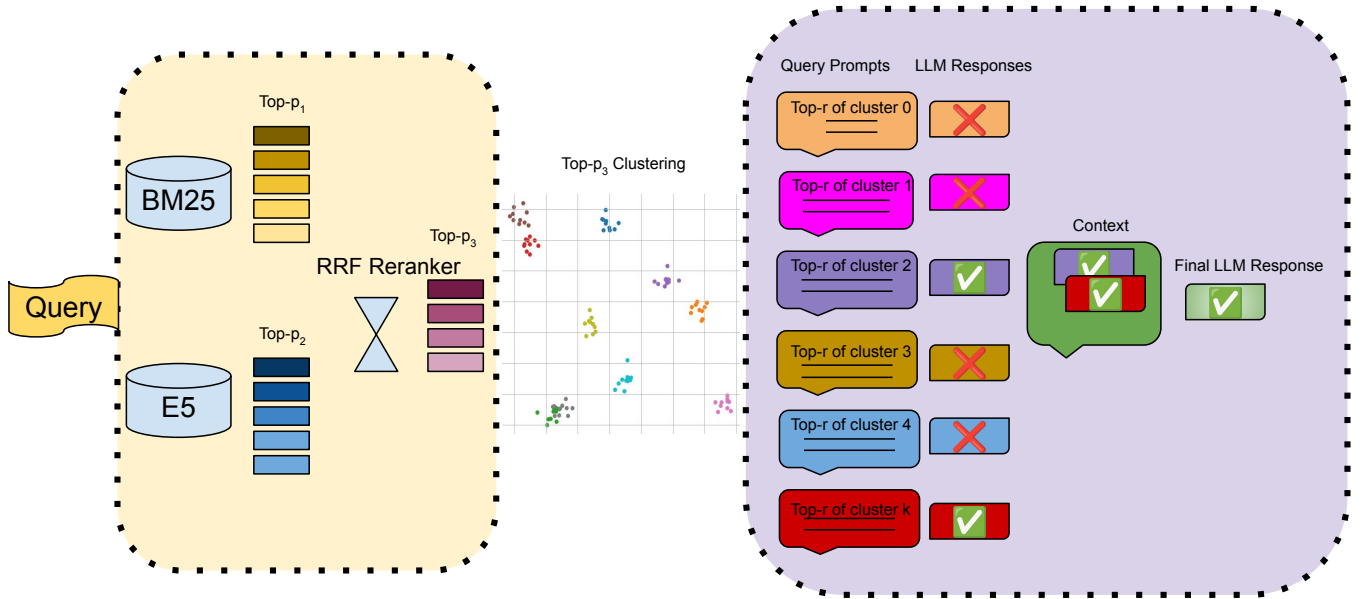 Query
BM25
E5
Top-p₁
Top-p₂
RRF Reranker
Top-p₃
Top-p₃ Clustering
Query Prompts
LLM Responses
Top-r of cluster 0
Top-r of cluster 1
Top-r of cluster 2
Top-r of cluster 3
Top-r of cluster 4
Top-r of cluster k
Context
Final LLM Response